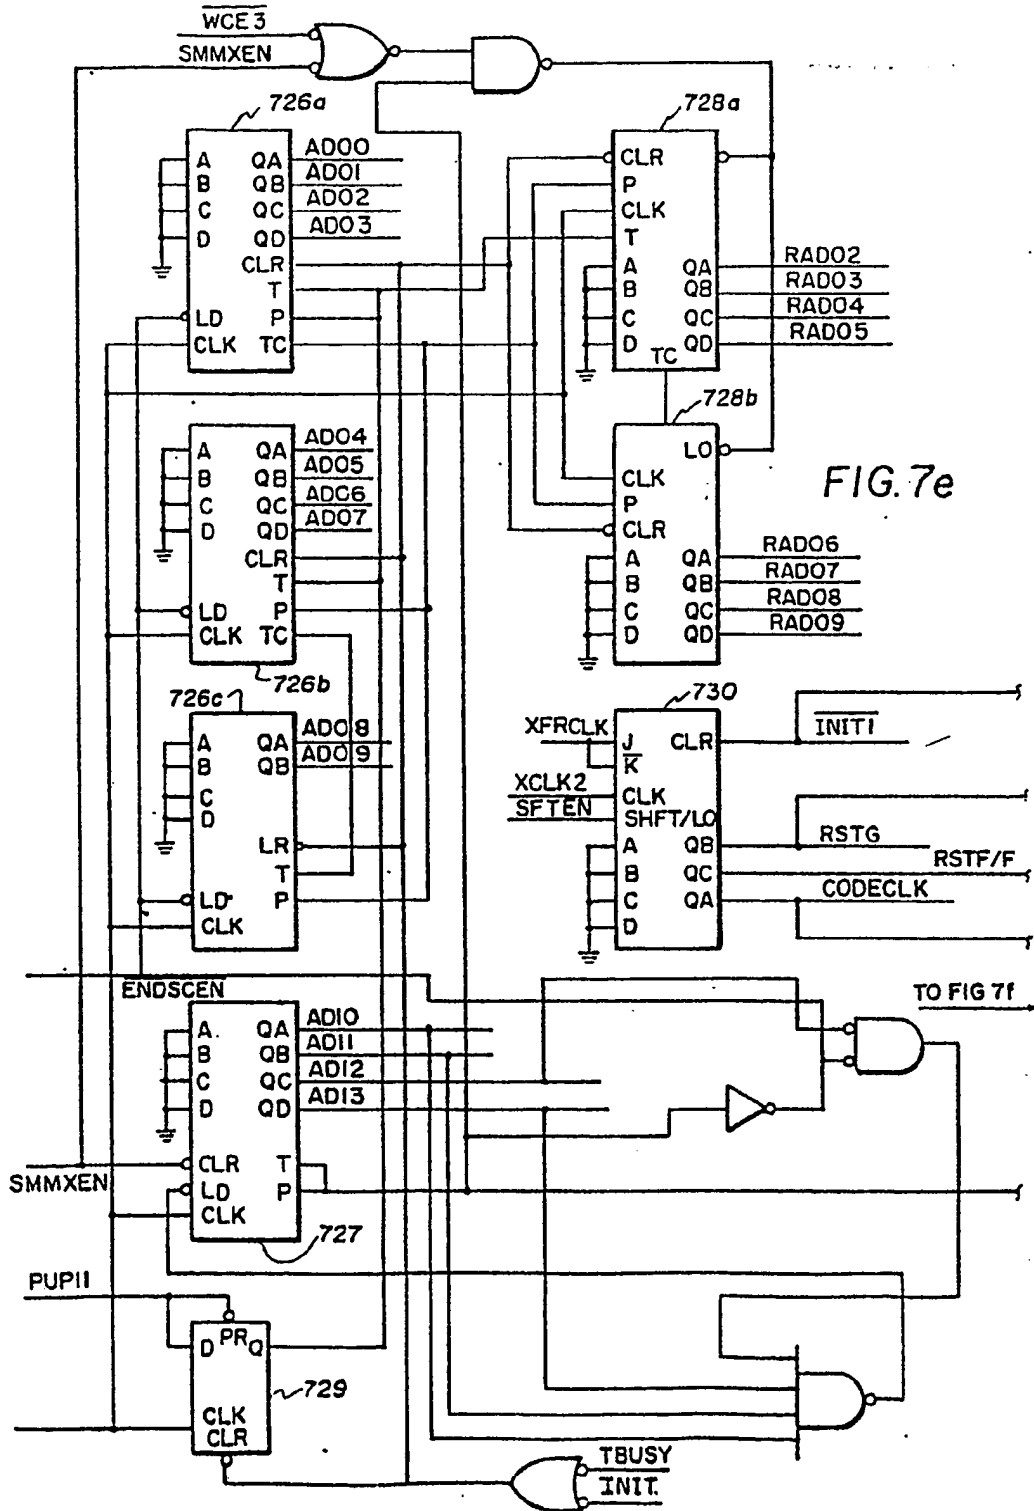 WCE3
SMMXEN
726a
728a
A QA AD00
B QB AD01
C QC AD02
D QD AD03
CLR
T
LD P
CLK TC
CLR
P
CLK
T
A QA RAD02
B QB RAD03
C QC RAD04
D QD RAD05
TC
728b
A QA AD04
B QB AD05
C QC AD06
D QD AD07
CLR
T
LD P
CLK TC
726b
LO
CLK
P
CLR
A QA RAD06
B QB RAD07
C QC RAD08
D QD RAD09
FIG. 7e
726c
A QA AD08
B QB AD09
C
D
LR
T
LD P
CLK
730
XFRCLK J CLR INIT1
K
XCLK2 CLK
SFTEN SHFT/LO
A QB RSTG
B QC RSTF/F
C QA CODECLK
D
ENDSCEN
TO FIG 7f
A QA AD10
B QB AD11
C QC AD12
D QD AD13
SMMXEN CLR T
LD P
CLK
727
PUP11
D PR Q
729
CLK
CLR
TBUSY
INIT